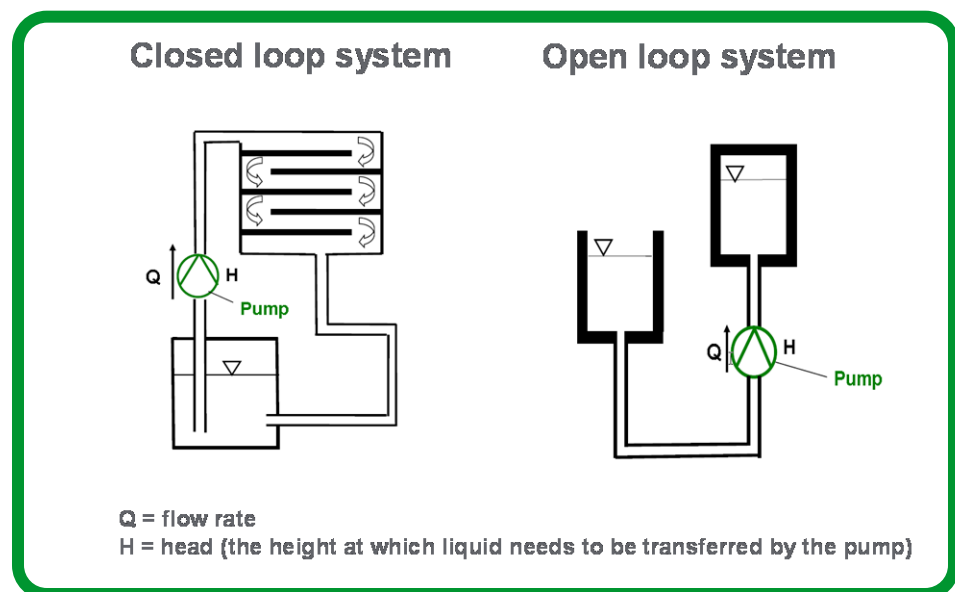 Closed loop system
Open loop system
Q
H
Pump
Q
H
Pump
Q = flow rate
H = head (the height at which liquid needs to be transferred by the pump)